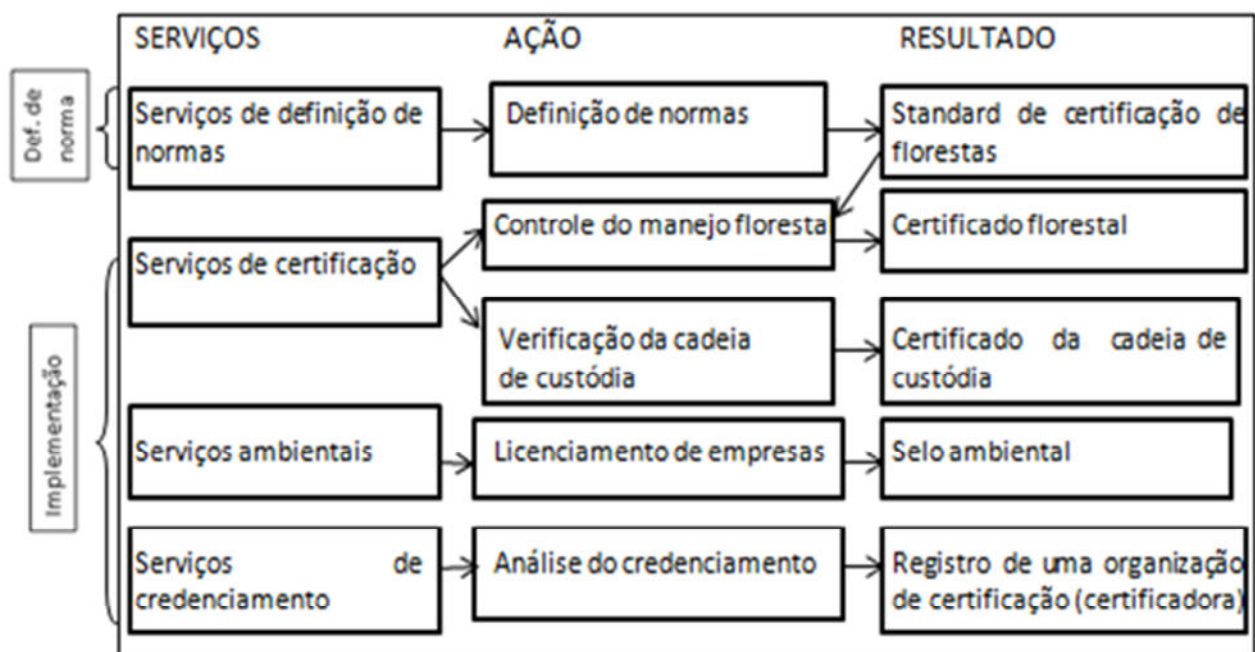 SERVIÇOS
AÇÃO
RESULTADO
Def. de
norma
Serviços de definição de
normas
Definição de normas
Standard de certificação de
florestas
Controle do manejo floresta
Certificado florestal
Serviços de certificação
Verificação da cadeia
de custódia
Certificado da cadeia de
custódia
Implementação
Serviços ambientais
Licenciamento de empresas
Selo ambiental
Serviços de
credenciamento
Análise do credenciamento
Registro de uma organização
de certificação (certificadora)